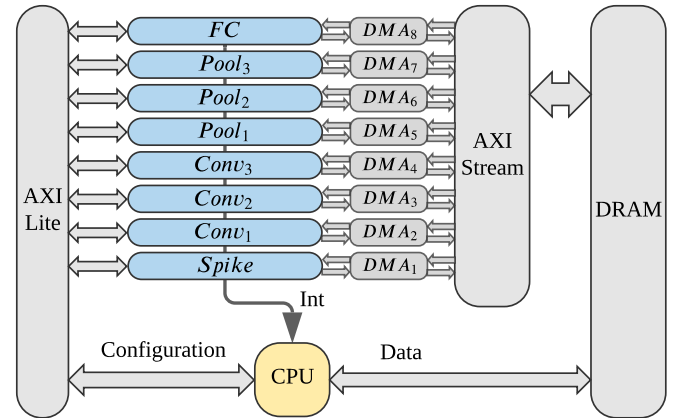 FC
DMA₈
Pool₃
DMA₇
Pool₂
DMA₆
Pool₁
DMA₅
Conv₃
DMA₄
Conv₂
DMA₃
Conv₁
DMA₂
Spike
DMA₁
AXI
Lite
AXI
Stream
DRAM
Int
Configuration
CPU
Data